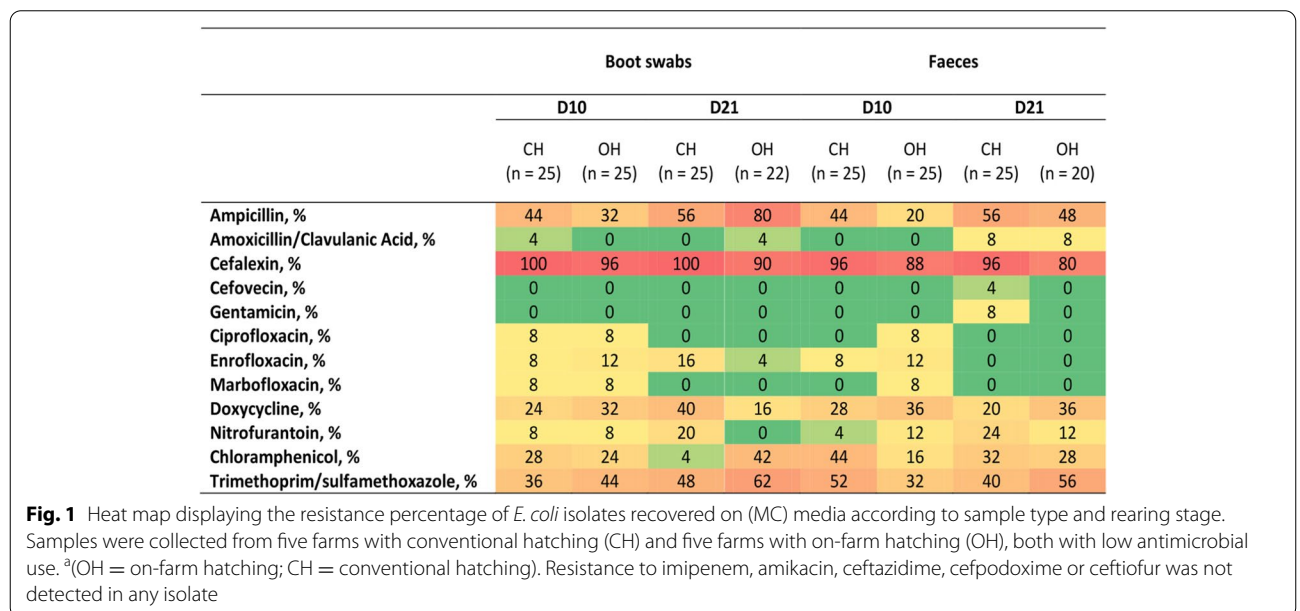 Boot swabs Faeces
D10 D21 D10 D21
CH OH CH OH CH OH CH OH
(n = 25) (n = 25) (n = 25) (n = 22) (n = 25) (n = 25) (n = 25) (n = 20)
Ampicillin, % 44 32 56 80 44 20 56 48
Amoxicillin/Clavulanic Acid, % 4 0 0 4 0 0 8 8
Cefalexin, % 100 96 100 90 96 88 96 80
Cefovecin, % 0 0 0 0 0 0 4 0
Gentamicin, % 0 0 0 0 0 0 8 0
Ciprofloxacin, % 8 8 0 0 0 8 0 0
Enrofloxacin, % 8 12 16 4 8 12 0 0
Marbofloxacin, % 8 8 0 0 0 8 0 0
Doxycycline, % 24 32 40 16 28 36 20 36
Nitrofurantoin, % 8 8 20 0 4 12 24 12
Chloramphenicol, % 28 24 4 42 44 16 32 28
Trimethoprim/sulfamethoxazole, % 36 44 48 62 52 32 40 56
Fig. 1 Heat map displaying the resistance percentage of E. coli isolates recovered on (MC) media according to sample type and rearing stage.
Samples were collected from five farms with conventional hatching (CH) and five farms with on-farm hatching (OH), both with low antimicrobial
use. ᵃ(OH = on-farm hatching; CH = conventional hatching). Resistance to imipenem, amikacin, ceftazidime, cefpodoxime or ceftiofur was not
detected in any isolate